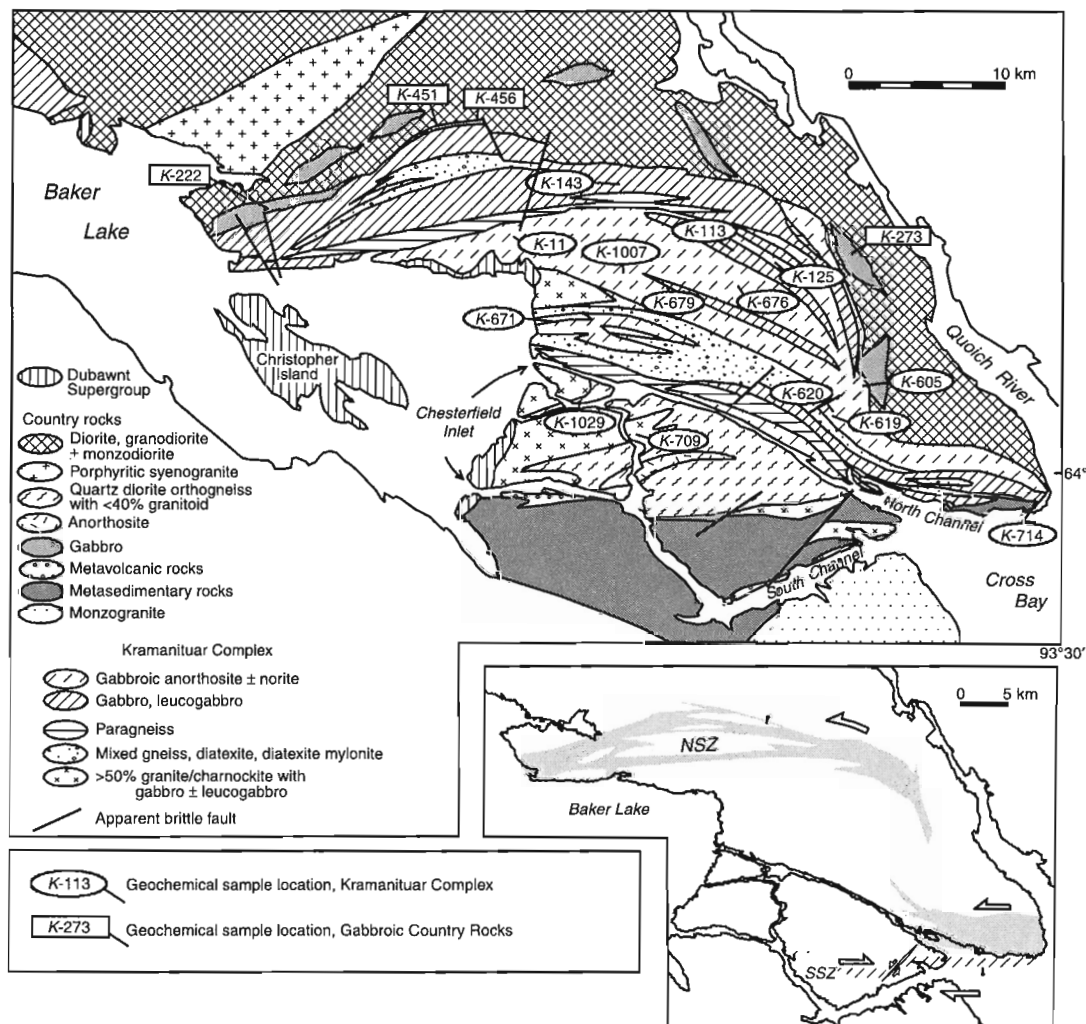 0 10 km
K-451
K-456
K-222
Baker
Lake
K-143
K-113
K-273
K-11
K-1007
K-125
K-679
K-676
K-671
Christopher
Island
Quolch River
Chesterfield
Inlet
K-605
K-620
K-619
K-1029
K-709
64°
North Channel
K-714
South Channel
Cross
Bay
93°30'
Dubawnt
Supergroup
Country rocks
Diorite, granodiorite
+ monzodiorite
Porphyritic syenogranite
Quartz diorite orthogneiss
with <40% granitoid
Anorthosite
Gabbro
Metavolcanic rocks
Metasedimentary rocks
Monzogranite
Kramanituar Complex
Gabbroic anorthosite ± norite
Gabbro, leucogabbro
Paragneiss
Mixed gneiss, diatexite, diatexite mylonite
>50% granite/charnockite with
gabbro ± leucogabbro
Apparent brittle fault
K-113 Geochemical sample location, Kramanituar Complex
K-273 Geochemical sample location, Gabbroic Country Rocks
0 5 km
NSZ
Baker Lake
SSZ